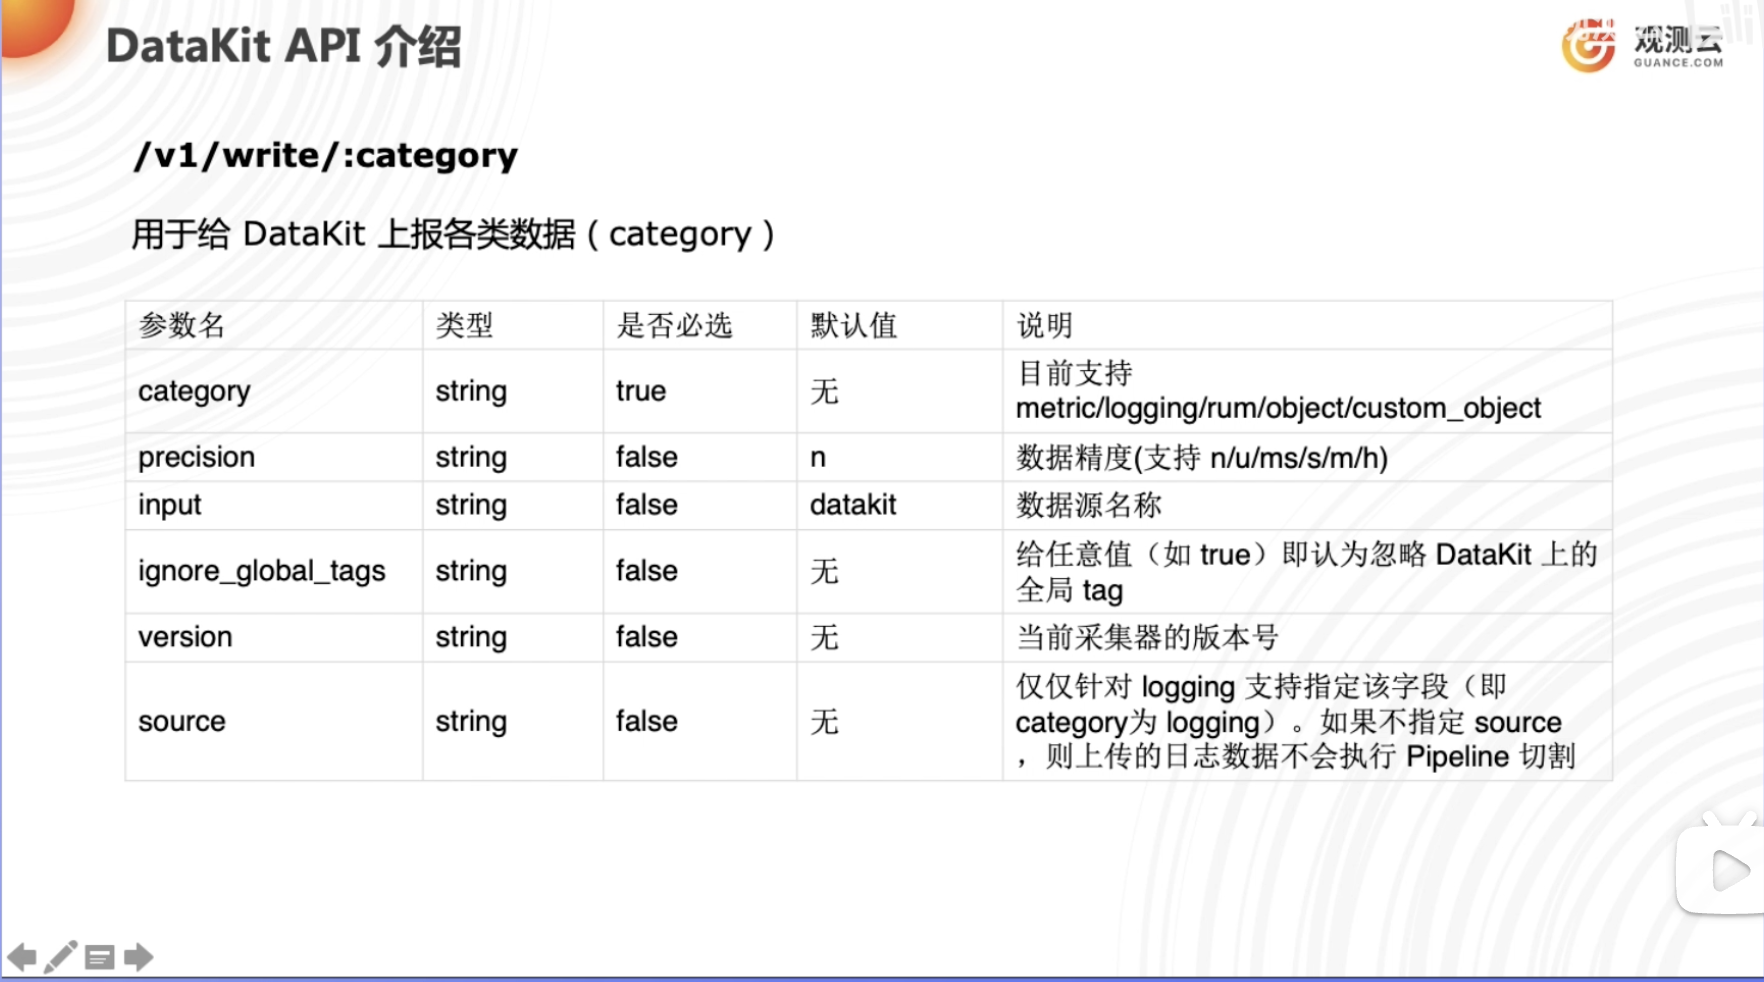 DataKit API 介绍
观测云
GUANCE.COM
/v1/write/:category
用于给 DataKit 上报各类数据（category）
参数名 类型 是否必选 默认值 说明
category string true 无 目前支持
metric/logging/rum/object/custom_object
precision string false n 数据精度(支持 n/u/ms/s/m/h)
input string false datakit 数据源名称
ignore_global_tags string false 无 给任意值（如 true）即认为忽略 DataKit 上的
全局 tag
version string false 无 当前采集器的版本号
source string false 无 仅仅针对 logging 支持指定该字段（即
category为 logging）。如果不指定 source
，则上传的日志数据不会执行 Pipeline 切割